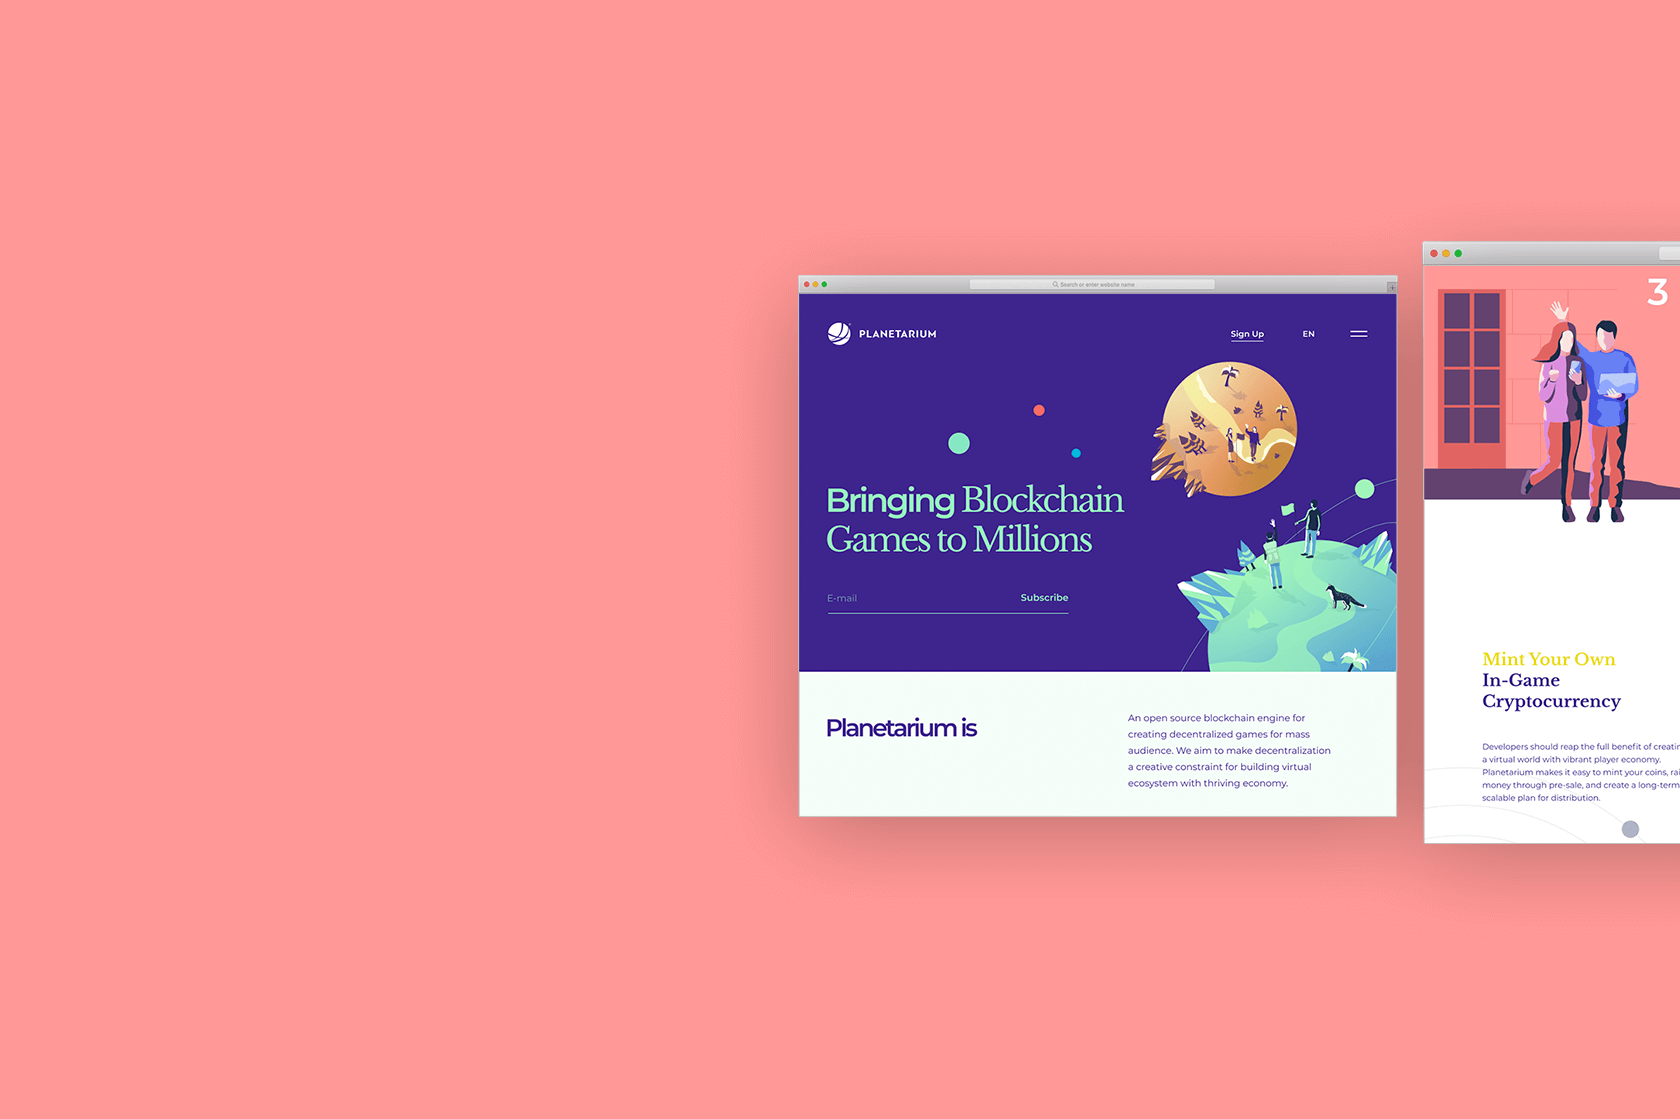 Search or enter website name
PLANETARIUM
Sign Up
EN
Bringing Blockchain
Games to Millions
E-mail
Subscribe
Planetarium is
An open source blockchain engine for
creating decentralized games for mass
audience. We aim to make decentralization
a creative constraint for building virtual
ecosystem with thriving economy.
3
Mint Your Own
In-Game
Cryptocurrency
Developers should reap the full benefit of
a virtual world with vibrant player economy.
Planetarium makes it easy to mint your coins,
money through pre-sale, and create a long-term
scalable plan for distribution.